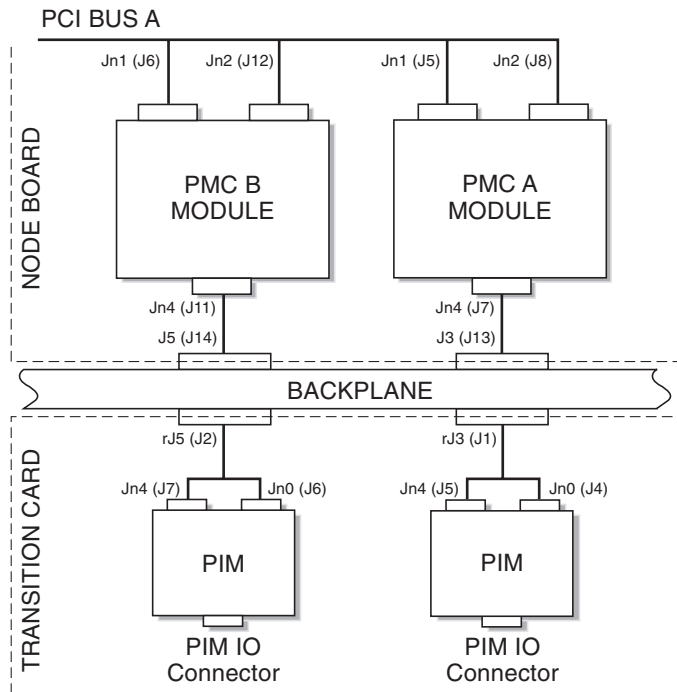 PCI BUS A
Jn1 (J6)
Jn2 (J12)
Jn1 (J5)
Jn2 (J8)
NODE BOARD
PMC B
MODULE
PMC A
MODULE
Jn4 (J11)
Jn4 (J7)
J5 (J14)
J3 (J13)
BACKPLANE
TRANSITION CARD
rJ5 (J2)
rJ3 (J1)
Jn4 (J7)
Jn0 (J6)
Jn4 (J5)
Jn0 (J4)
PIM
PIM
PIM IO
Connector
PIM IO
Connector